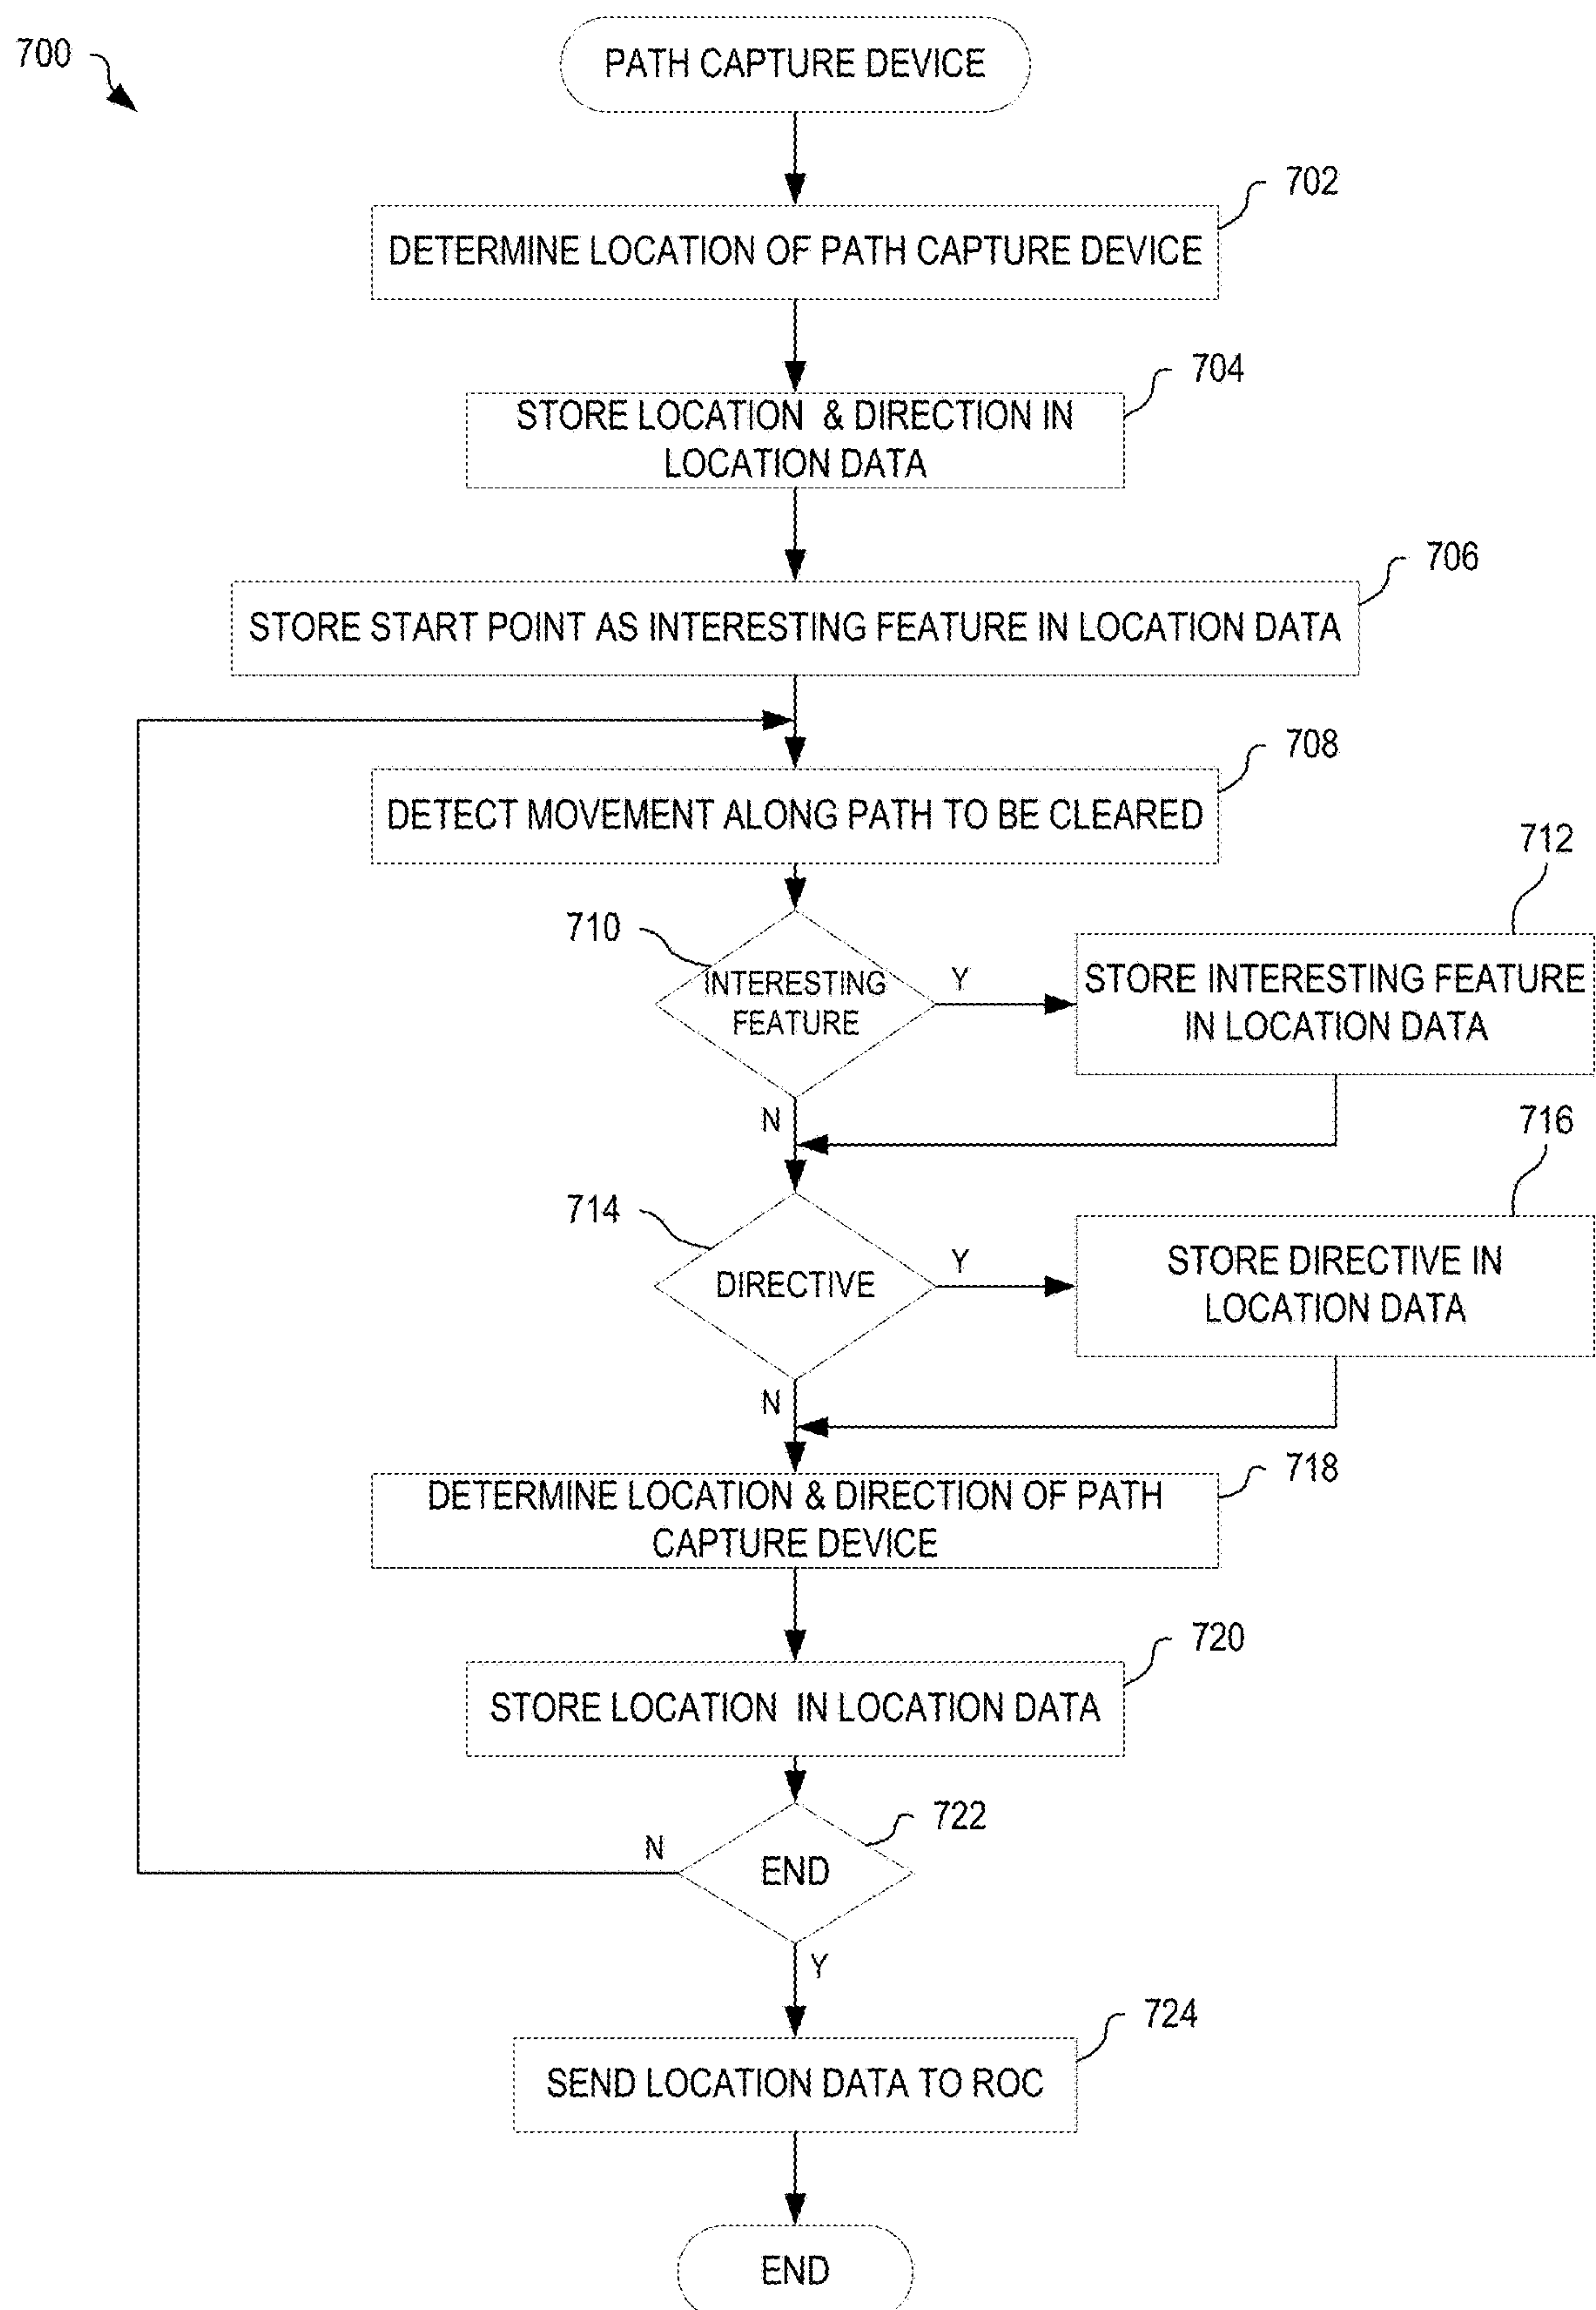 700
PATH CAPTURE DEVICE
702
DETERMINE LOCATION OF PATH CAPTURE DEVICE
704
STORE LOCATION & DIRECTION IN
LOCATION DATA
706
STORE START POINT AS INTERESTING FEATURE IN LOCATION DATA
708
DETECT MOVEMENT ALONG PATH TO BE CLEARED
710
INTERESTING
FEATURE
Y
N
712
STORE INTERESTING FEATURE
IN LOCATION DATA
714
DIRECTIVE
Y
N
716
STORE DIRECTIVE IN
LOCATION DATA
718
DETERMINE LOCATION & DIRECTION OF PATH
CAPTURE DEVICE
720
STORE LOCATION IN LOCATION DATA
722
END
N
Y
724
SEND LOCATION DATA TO ROC
END